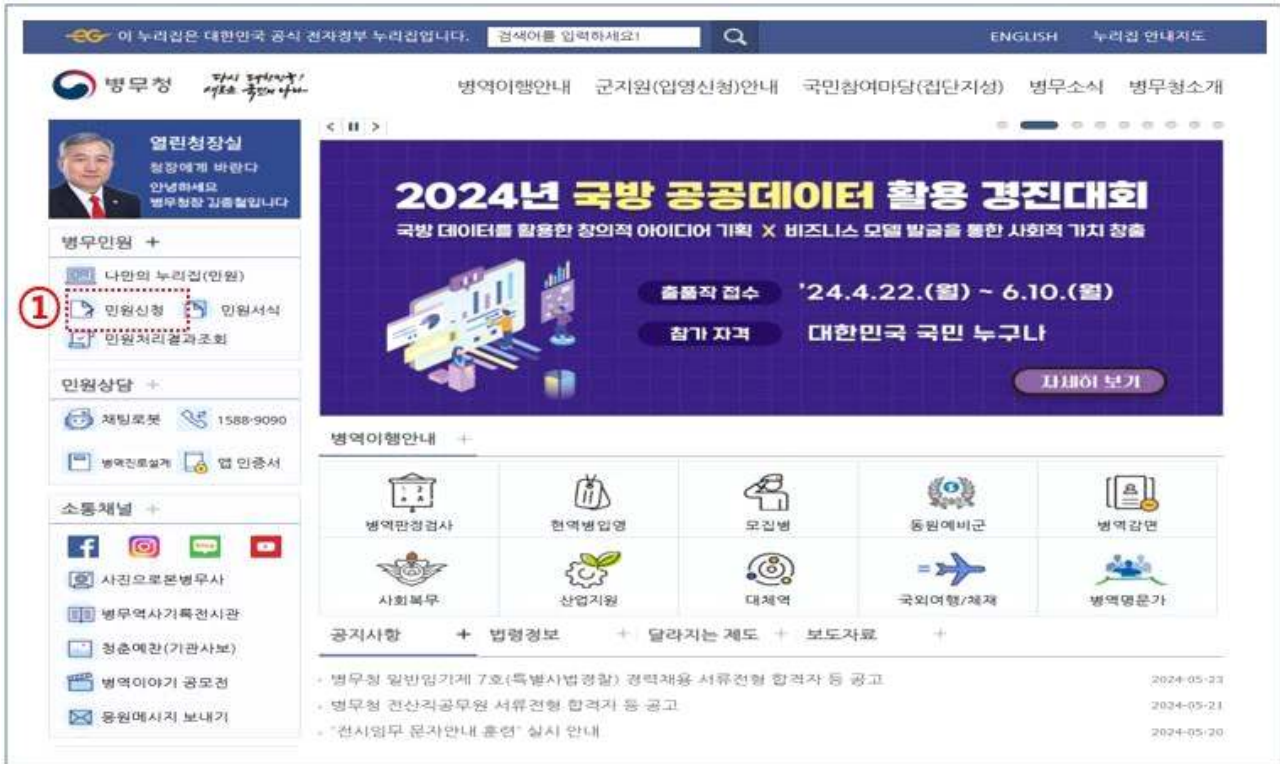 이 누리집은 대한민국 공식 전자정부 누리집입니다. 검색어를 입력하세요! ENGLISH 누리집 안내지도
병무청 다시 대한민국! 새로운 국민의 나라 병역이행안내 군지원(입영신청)안내 국민참여마당(집단지성) 병무소식 병무청소개
열린청장실
청장에게 바란다
안녕하세요
병무청장 김종철입니다
병무민원 +
나만의 누리집(민원)
① 민원신청 민원서식
민원처리결과조회
민원상담 +
채팅로봇 1588-9090
병역진로설계 앱 인증서
소통채널 +
사진으로본병무사
병무역사기록전시관
청춘예찬(기관사보)
병역이야기 공모전
응원메시지 보내기
2024년 국방 공공데이터 활용 경진대회
국방 데이터를 활용한 창의적 아이디어 기획 X 비즈니스 모델 발굴을 통한 사회적 가치 창출
출품작 접수 '24.4.22.(월) ~ 6.10.(월)
참가 자격 대한민국 국민 누구나
자세히 보기
병역이행안내 +
병역판정검사 현역병입영 모집병 동원예비군 병역감면
사회복무 산업지원 대체역 국외여행/체재 병역명문가
공지사항 + 법령정보 + 달라지는 제도 + 보도자료 +
병무청 일반임기제 7호(특별사법경찰) 경력채용 서류전형 합격자 등 공고 2024-05-23
병무청 전산직공무원 서류전형 합격자 등 공고 2024-05-21
"전시임무 문자안내 훈련" 실시 안내 2024-05-20